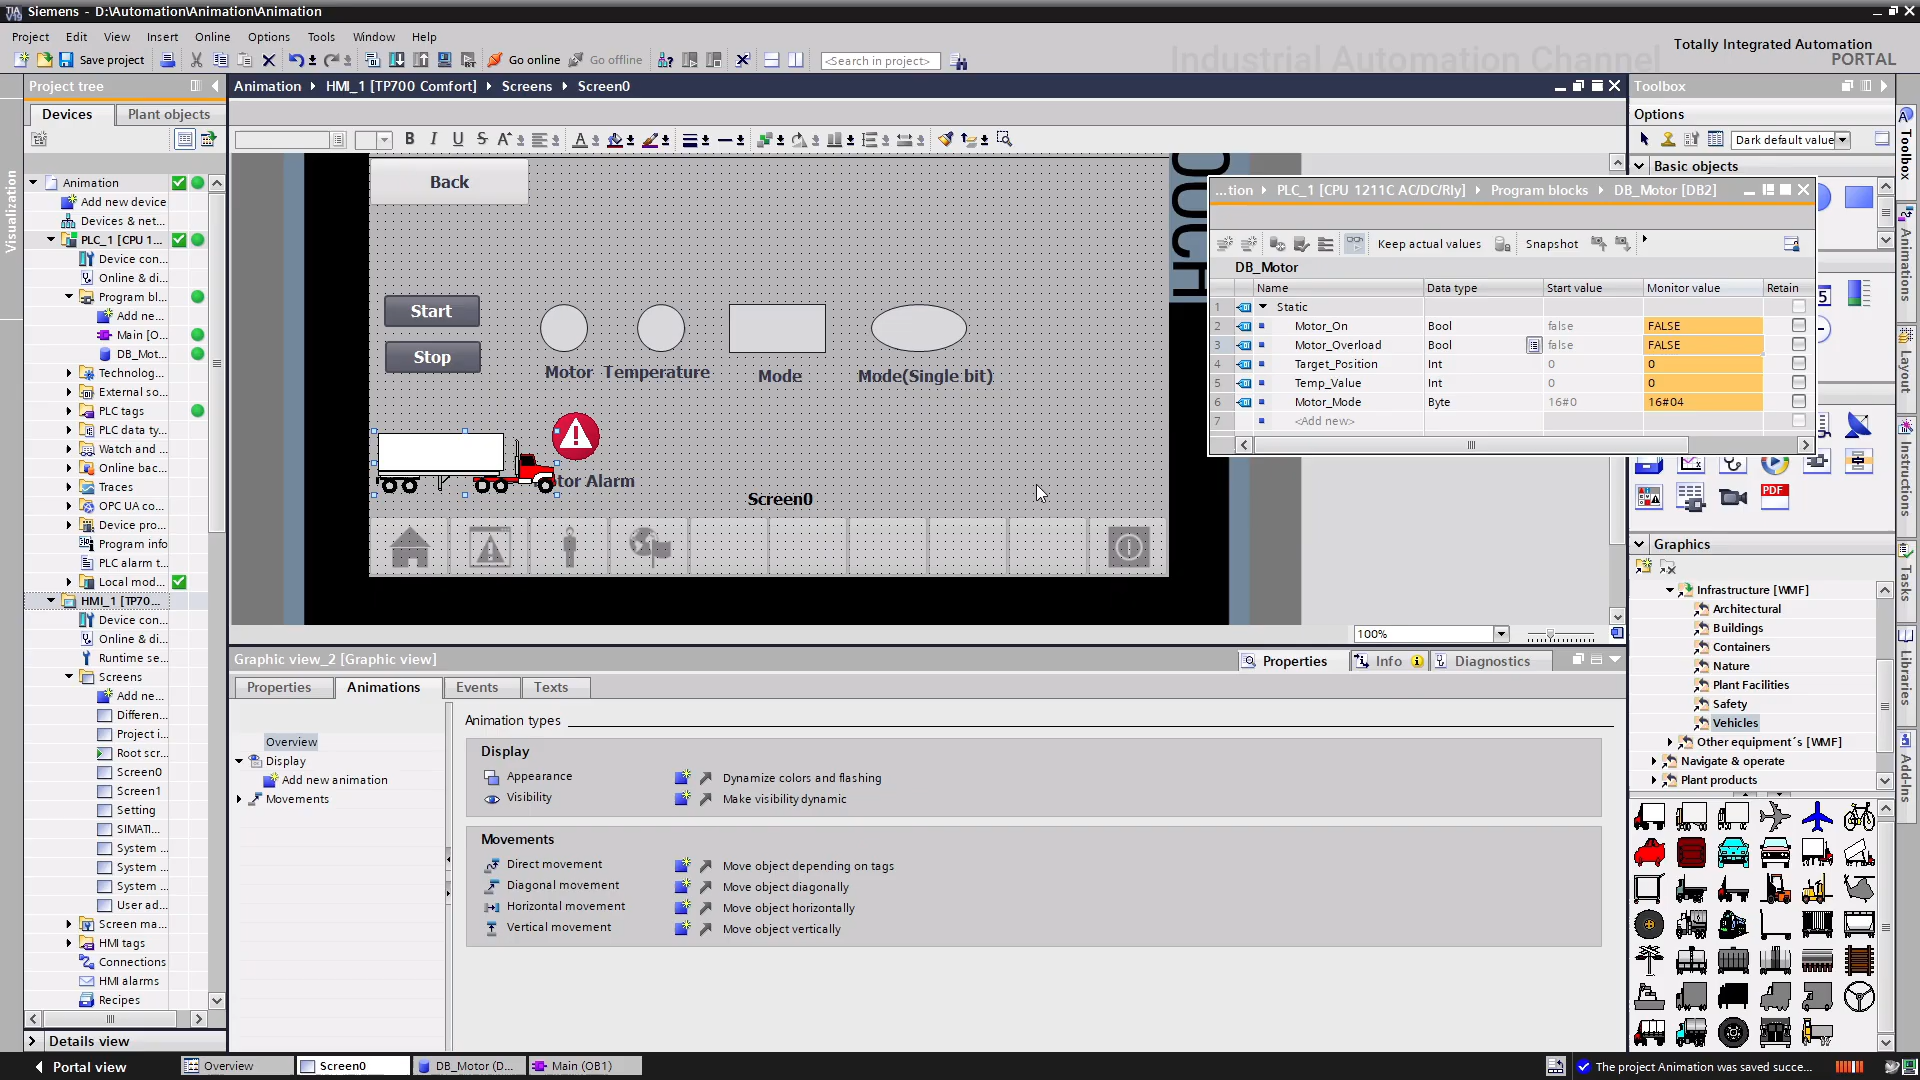 Siemens - D:\Automation\Animation\Animation
Project Edit View Insert Online Options Tools Window Help
Save project
Go online
Go offline
<Search in project>
Industrial Automation Channe
Totally Integrated Automation
PORTAL
Project tree
Devices
Plant objects
Visualization
Animation
Add new device
Devices & net...
PLC_1 [CPU 1...
Device con...
Online & di...
Program bl...
Add ne...
Main [O...
DB_Mot...
Technolog...
External so...
PLC tags
PLC data ty...
Watch and ...
Online bac...
Traces
OPC UA co...
Device pro...
Program info
PLC alarm t...
Local mod...
HMI_1 [TP70...
Device con...
Online & di...
Runtime se...
Screens
Add ne...
Differen...
Project i...
Root scr...
Screen0
Screen1
Setting
SIMATI...
System ...
System ...
System ...
User ad...
Screen ma...
HMI tags
Connections
HMI alarms
Recipes
Details view
Animation HMI_1 [TP700 Comfort] Screens Screen0
B I U S A
Back
Start
Stop
Motor
Temperature
Mode
Mode(Single bit)
tor Alarm
Screen0
OUCH
100%
...tion PLC_1 [CPU 1211C AC/DC/Rly] Program blocks DB_Motor [DB2]
Keep actual values
Snapshot
DB_Motor
Name Data type Start value Monitor value Retain
1 Static
2 Motor_On Bool false FALSE
3 Motor_Overload Bool false FALSE
4 Target_Position Int 0 0
5 Temp_Value Int 0 0
6 Motor_Mode Byte 16#0 16#04
7 <Add new>
Graphic view_2 [Graphic view]
Properties
Info
Diagnostics
Properties
Animations
Events
Texts
Overview
Display
Add new animation
Movements
Animation types
Display
Appearance Dynamize colors and flashing
Visibility Make visibility dynamic
Movements
Direct movement Move object depending on tags
Diagonal movement Move object diagonally
Horizontal movement Move object horizontally
Vertical movement Move object vertically
Toolbox
Options
Dark default value
Basic objects
5
PDF
Graphics
Infrastructure [WMF]
Architectural
Buildings
Containers
Nature
Plant Facilities
Safety
Vehicles
Other equipment´s [WMF]
Navigate & operate
Plant products
Toolbox
Animations
Layout
Instructions
Tasks
Libraries
Add-Ins
Portal view
Overview
Screen0
DB_Motor (D...
Main (OB1)
The project Animation was saved succe...